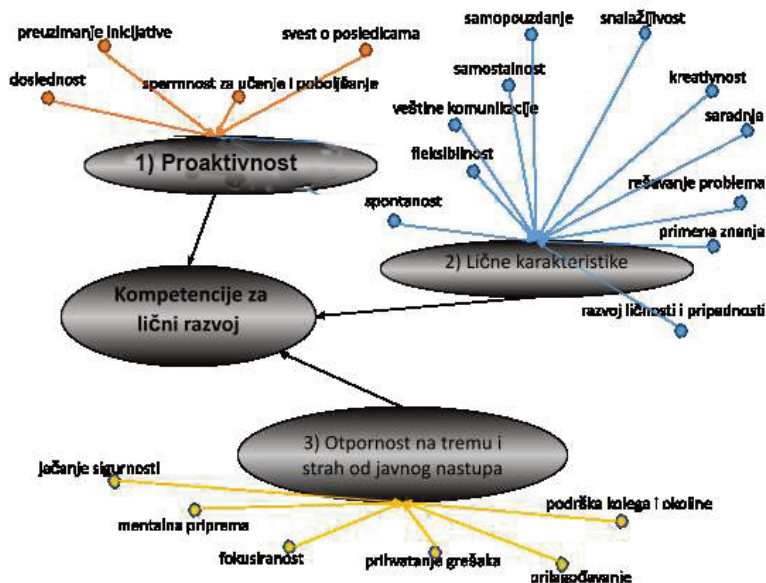 preuzimanje inicijative
svest o posledicama
doslednost
spermnost za učenje i poboljšanje
1) Proaktivnost
samopouzdanje
snalažljivost
samostalnost
kreativnost
veštine komunikacije
saradnja
fleksibilnost
rešavanje problema
spontanost
primena znanja
2) Lične karakteristike
razvoj ličnosti i pripadnosti
Kompetencije za
lični razvoj
3) Otpornost na tremu i
strah od javnog nastupa
jačanje sigurnosti
mentalna priprema
fokusiranost
prihvatanje grešaka
prilagođavanje
podrška kolega i okoline